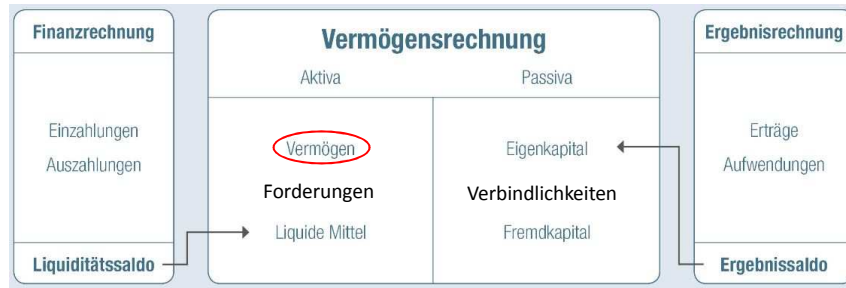 Finanzrechnung
Einzahlungen
Auszahlungen
Liquiditätssaldo
Vermögensrechnung
Aktiva
Passiva
Vermögen
Eigenkapital
Forderungen
Verbindlichkeiten
Liquide Mittel
Fremdkapital
Ergebnisrechnung
Erträge
Aufwendungen
Ergebnissaldo